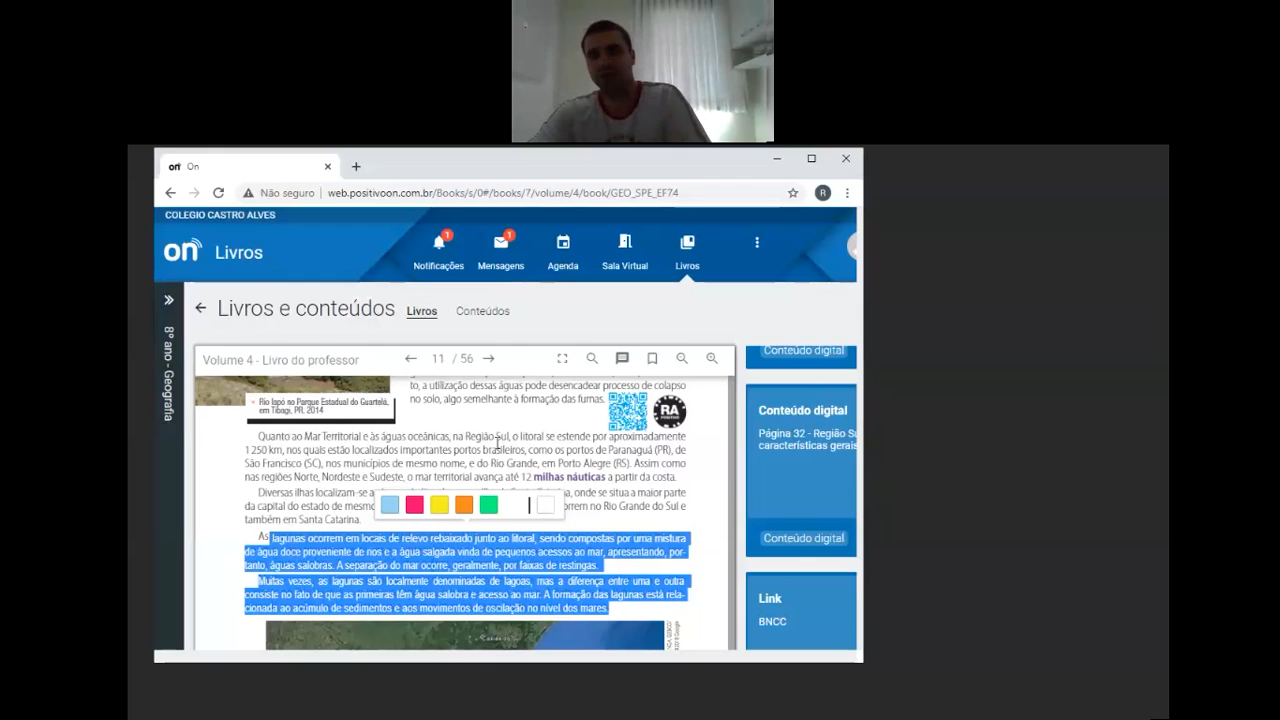 on On
Não seguro web.positivoon.com.br/Books/s/0#/books/7/volume/4/book/GEO_SPE_EF74 R
COLEGIO CASTRO ALVES
on Livros
1 1
Notificações Mensagens Agenda Sala Virtual Livros
Livros e conteúdos Livros Conteúdos
8º ano - Geografia
Volume 4 - Livro do professor 11 / 56
to, a utilização dessas águas pode desencadear processo de colapso
no solo, algo semelhante à formação das furnas.
Rio Iapó no Parque Estadual do Guartelá,
em Tibagi, PR, 2014
RA
POSITIVO
Quanto ao Mar Territorial e às águas oceânicas, na Região Sul, o litoral se estende por aproximadamente
1 250 km, nos quais estão localizados importantes portos brasileiros, como os portos de Paranaguá (PR), de
São Francisco (SC), nos municípios de mesmo nome, e do Rio Grande, em Porto Alegre (RS). Assim como
nas regiões Norte, Nordeste e Sudeste, o mar territorial avança até 12 milhas náuticas a partir da costa.
Diversas ilhas localizam-se a Catarina, onde se situa a maior parte
da capital do estado de mesmo orrem no Rio Grande do Sul e
também em Santa Catarina.
As lagunas ocorrem em locais de relevo rebaixado junto ao litoral, sendo compostas por uma mistura
de água doce proveniente de rios e a água salgada vinda de pequenos acessos ao mar, apresentando, por-
tanto, águas salobras. A separação do mar ocorre, geralmente, por faixas de restingas.
Muitas vezes, as lagunas são localmente denominadas de lagoas, mas a diferença entre uma e outra
consiste no fato de que as primeiras têm água salobra e acesso ao mar. A formação das lagunas está rela-
cionada ao acúmulo de sedimentos e aos movimentos de oscilação no nível dos mares.
Conteúdo digital
Conteúdo digital
Página 32 - Região Su
características gerais
Conteúdo digital
Link
BNCC